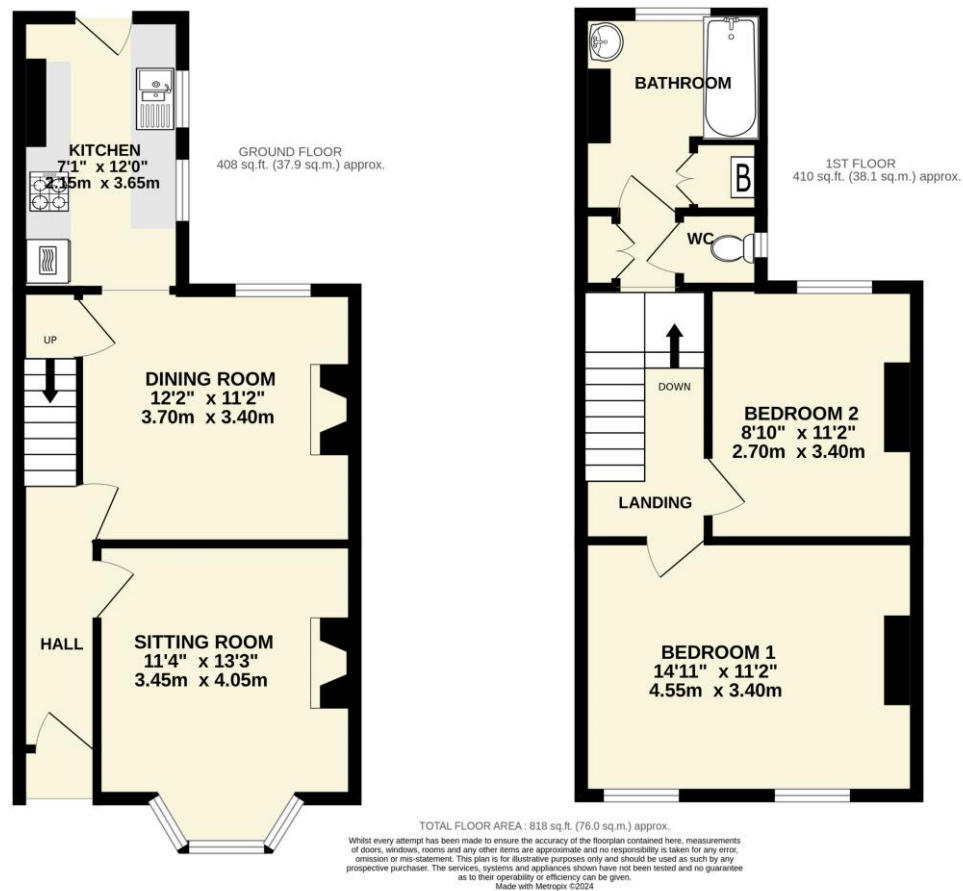 GROUND FLOOR
408 sq.ft. (37.9 sq.m.) approx.
KITCHEN
7'1" x 12'0"
2.15m x 3.65m
UP
DINING ROOM
12'2" x 11'2"
3.70m x 3.40m
HALL
SITTING ROOM
11'4" x 13'3"
3.45m x 4.05m
1ST FLOOR
410 sq.ft. (38.1 sq.m.) approx.
BATHROOM
B
WC
DOWN
BEDROOM 2
8'10" x 11'2"
2.70m x 3.40m
LANDING
BEDROOM 1
14'11" x 11'2"
4.55m x 3.40m
TOTAL FLOOR AREA : 818 sq.ft. (76.0 sq.m.) approx.
Whilst every attempt has been made to ensure the accuracy of the floorplan contained here, measurements
of doors, windows, rooms and any other items are approximate and no responsibility is taken for any error,
omission or mis-statement. This plan is for illustrative purposes only and should be used as such by any
prospective purchaser. The services, systems and appliances shown have not been tested and no guarantee
as to their operability or efficiency can be given.
Made with Metropix ©2024